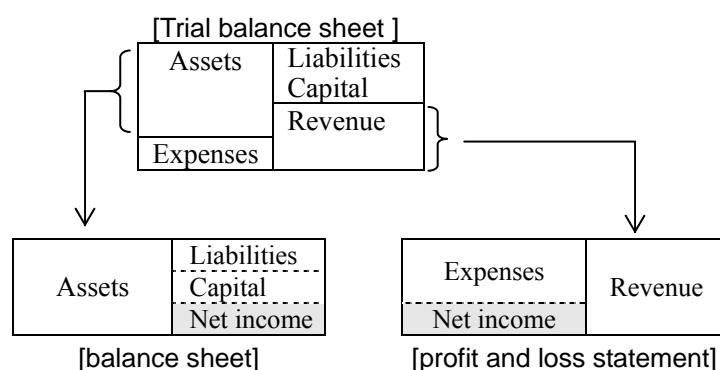 [Trial balance sheet ]
Assets
Liabilities
Capital
Revenue
Expenses
Assets
Liabilities
Capital
Net income
[balance sheet]
Expenses
Net income
Revenue
[profit and loss statement]